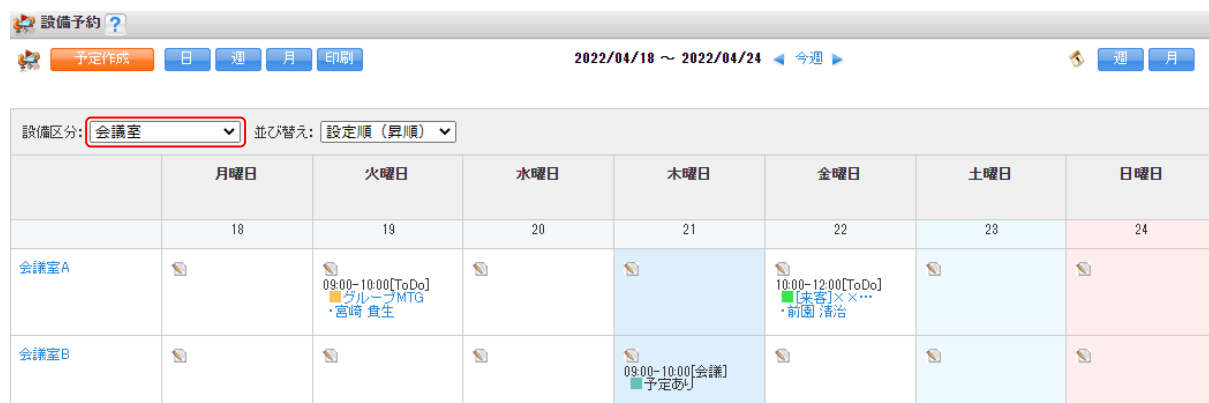 設備予約 ?
予定作成 日 週 月 印刷 2022/04/18 ～ 2022/04/24 今週 週 月
設備区分: 会議室 並び替え: 設定順（昇順）
月曜日 火曜日 水曜日 木曜日 金曜日 土曜日 日曜日
18 19 20 21 22 23 24
会議室A
09:00-10:00[ToDo]
グループMTG
・宮崎 貴生
10:00-12:00[ToDo]
[来客]××…
・前園 清治
会議室B
09:00-10:00[会議]
予定あり